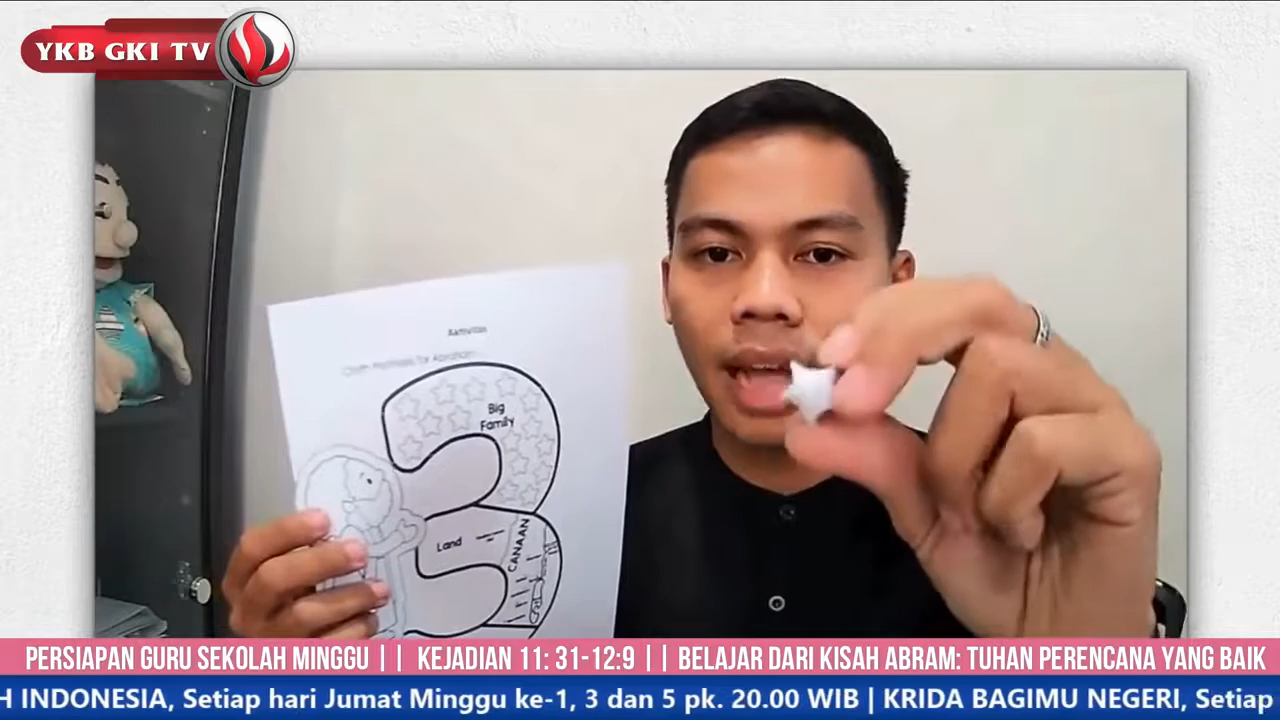 YKB GKI TV
Big
Family
Land
CANAAN
PERSIAPAN GURU SEKOLAH MINGGU || KEJADIAN 11: 31-12:9 || BELAJAR DARI KISAH ABRAM: TUHAN PERENCANA YANG BAIK
H INDONESIA, Setiap hari Jumat Minggu ke-1, 3 dan 5 pk. 20.00 WIB | KRIDA BAGIMU NEGERI, Setiap